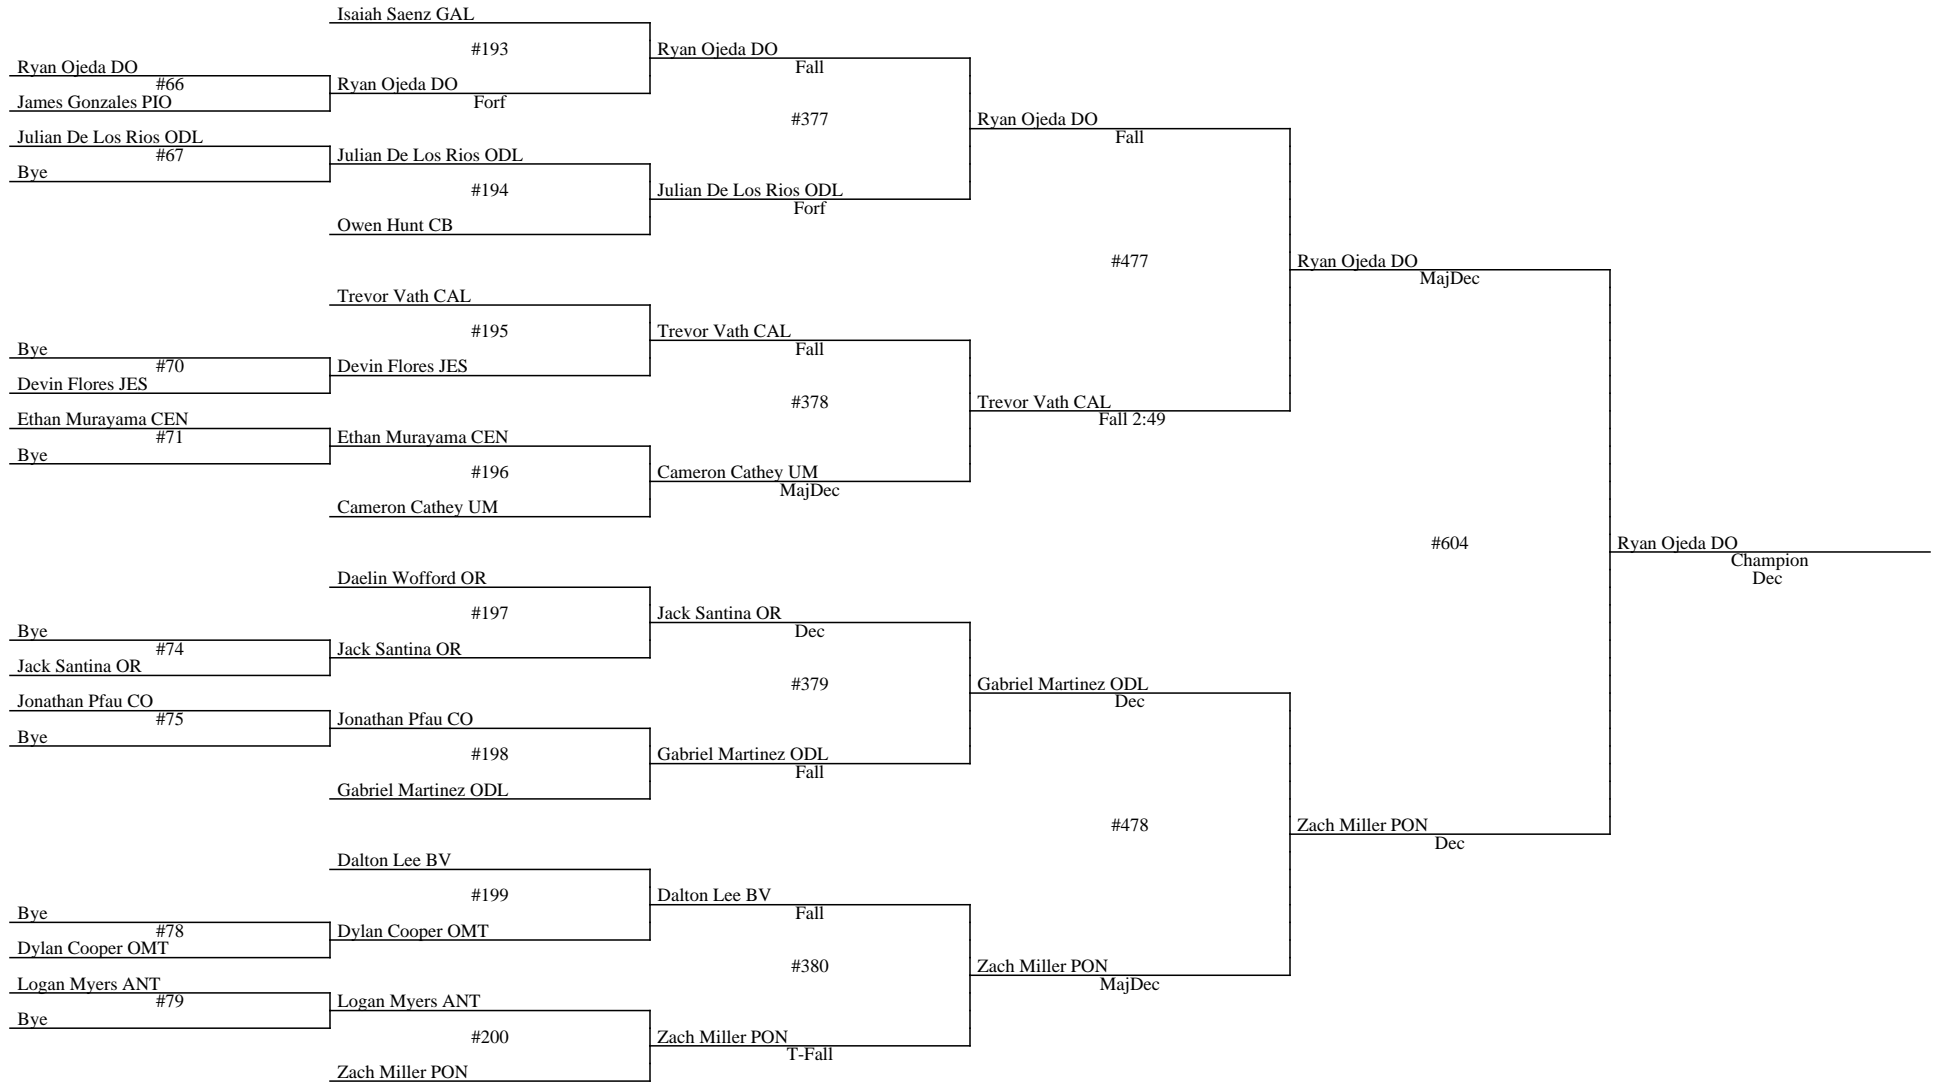 Isaiah Saenz GAL
#193
Ryan Ojeda DO
Fall
Ryan Ojeda DO
#66
Ryan Ojeda DO
Forf
James Gonzales PIO
#377
Ryan Ojeda DO
Fall
Julian De Los Rios ODL
#67
Julian De Los Rios ODL
Bye
#194
Julian De Los Rios ODL
Forf
Owen Hunt CB
#477
Ryan Ojeda DO
MajDec
Trevor Vath CAL
#195
Trevor Vath CAL
Fall
Bye
#70
Devin Flores JES
Devin Flores JES
#378
Trevor Vath CAL
Fall 2:49
Ethan Murayama CEN
#71
Ethan Murayama CEN
Bye
#196
Cameron Cathey UM
MajDec
Cameron Cathey UM
#604
Ryan Ojeda DO
Champion
Dec
Daelin Wofford OR
#197
Jack Santina OR
Dec
Bye
#74
Jack Santina OR
Jack Santina OR
#379
Gabriel Martinez ODL
Dec
Jonathan Pfau CO
#75
Jonathan Pfau CO
Bye
#198
Gabriel Martinez ODL
Fall
Gabriel Martinez ODL
#478
Zach Miller PON
Dec
Dalton Lee BV
#199
Dalton Lee BV
Fall
Bye
#78
Dylan Cooper OMT
Dylan Cooper OMT
#380
Zach Miller PON
MajDec
Logan Myers ANT
#79
Logan Myers ANT
Bye
#200
Zach Miller PON
T-Fall
Zach Miller PON